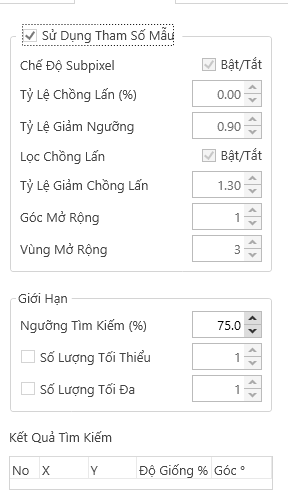 Sử Dụng Tham Số Mẫu
Chế Độ Subpixel Bật/Tắt
Tỷ Lệ Chồng Lấn (%) 0.00
Tỷ Lệ Giảm Ngưỡng 0.90
Lọc Chồng Lấn Bật/Tắt
Tỷ Lệ Giảm Chồng Lấn 1.30
Góc Mở Rộng 1
Vùng Mở Rộng 3
Giới Hạn
Ngưỡng Tìm Kiếm (%) 75.0
Số Lượng Tối Thiểu 1
Số Lượng Tối Đa 1
Kết Quả Tìm Kiếm
No X Y Độ Giống % Góc °